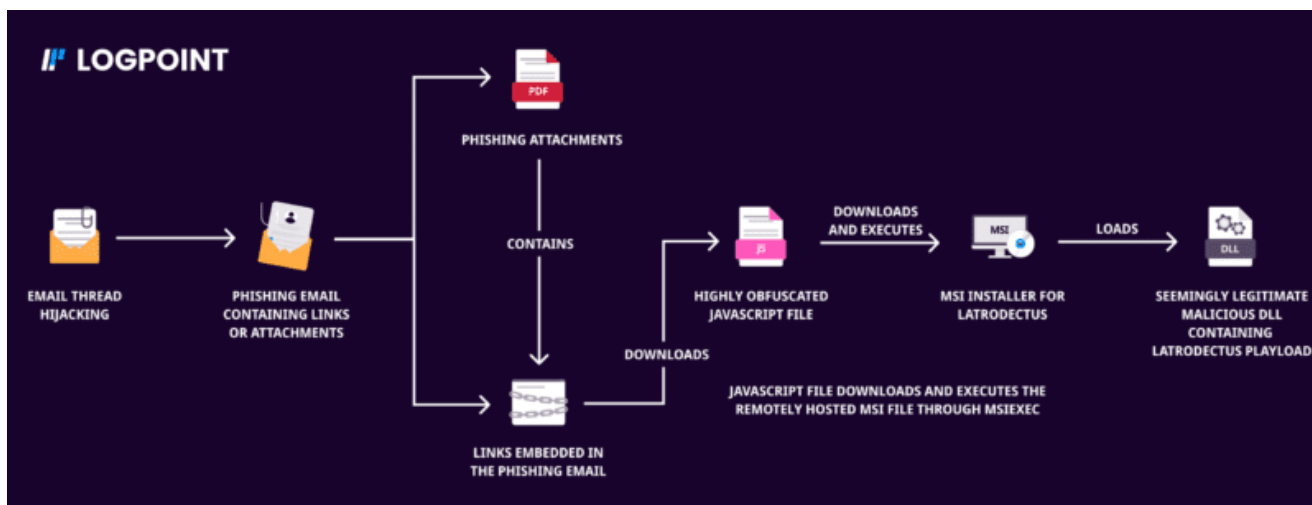 LOGPOINT
PDF
PHISHING ATTACHMENTS
CONTAINS
EMAIL THREAD
HIJACKING
PHISHING EMAIL
CONTAINING LINKS
OR ATTACHMENTS
LINKS EMBEDDED IN
THE PHISHING EMAIL
DOWNLOADS
JS
HIGHLY OBFUSCATED
JAVASCRIPT FILE
DOWNLOADS
AND EXECUTES
MSI
MSI INSTALLER FOR
LATRODECTUS
LOADS
DLL
SEEMINGLY LEGITIMATE
MALICIOUS DLL
CONTAINING
LATRODECTUS PLAYLOAD
JAVASCRIPT FILE DOWNLOADS AND EXECUTES THE
REMOTELY HOSTED MSI FILE THROUGH MSIEXEC